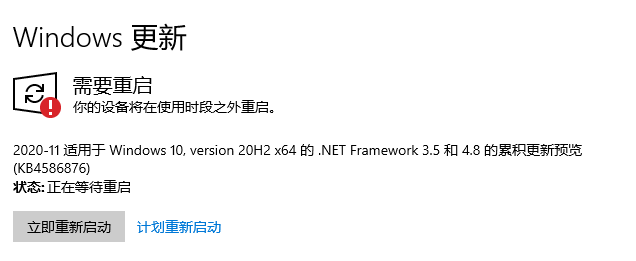 Windows 更新
需要重启
你的设备将在使用时段之外重启。
2020-11 适用于 Windows 10, version 20H2 x64 的 .NET Framework 3.5 和 4.8 的累积更新预览
(KB4586876)
状态: 正在等待重启
立即重新启动 计划重新启动